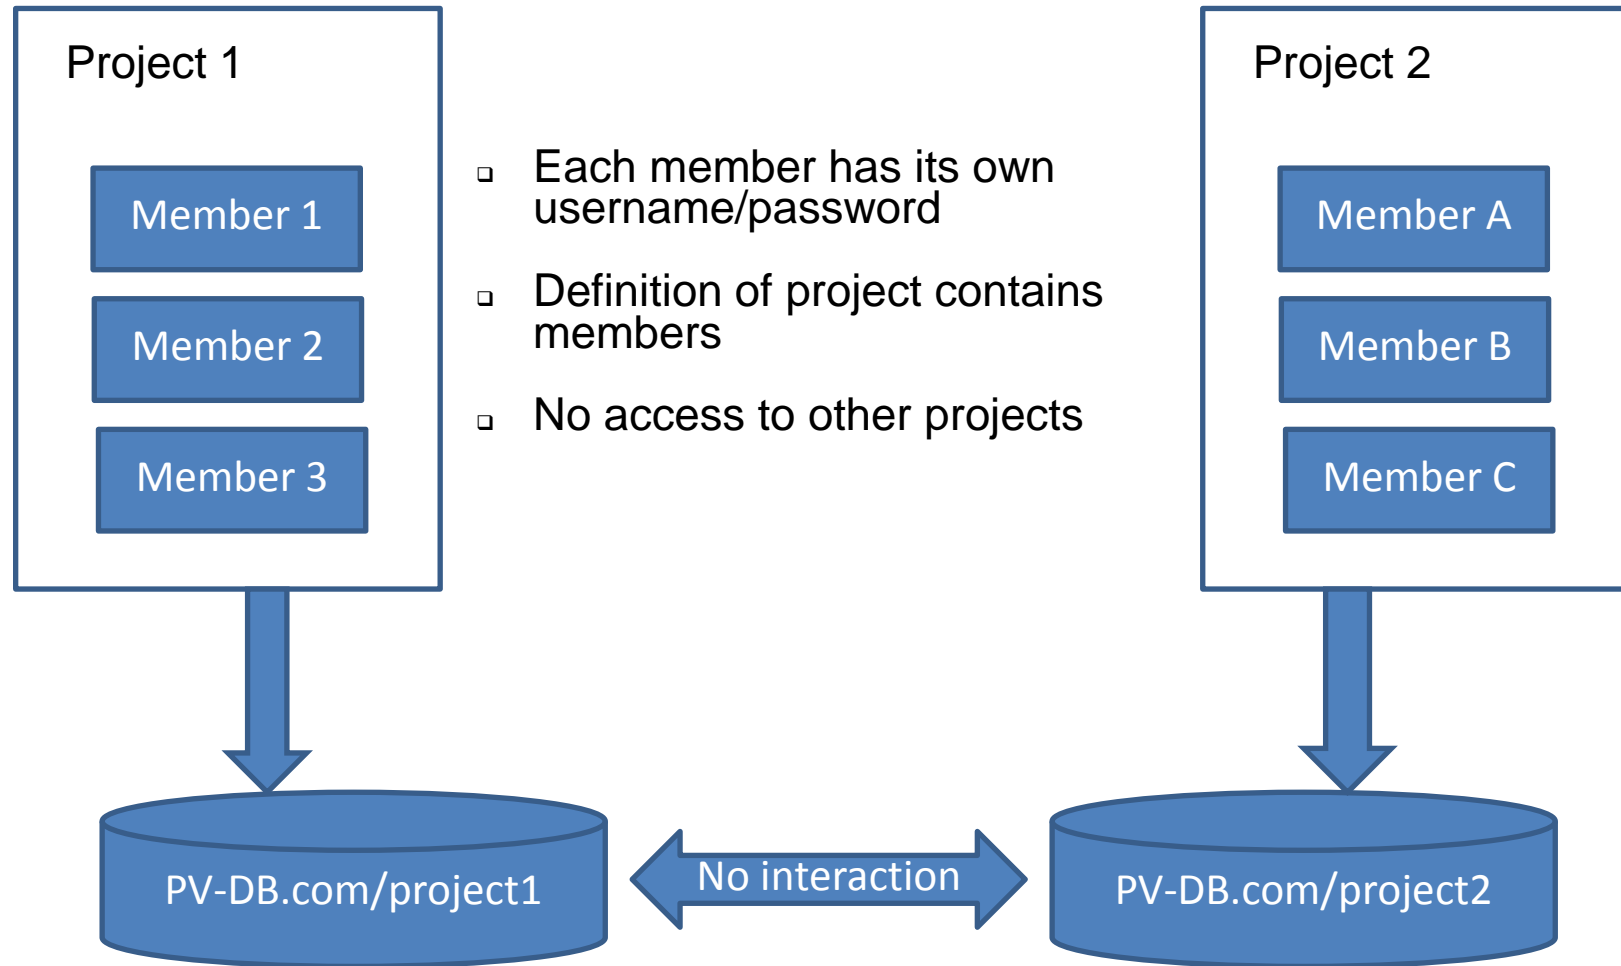 Project 1
Member 1
Member 2
Member 3
Each member has its own
username/password
Definition of project contains
members
No access to other projects
Project 2
Member A
Member B
Member C
PV-DB.com/project1
No interaction
PV-DB.com/project2